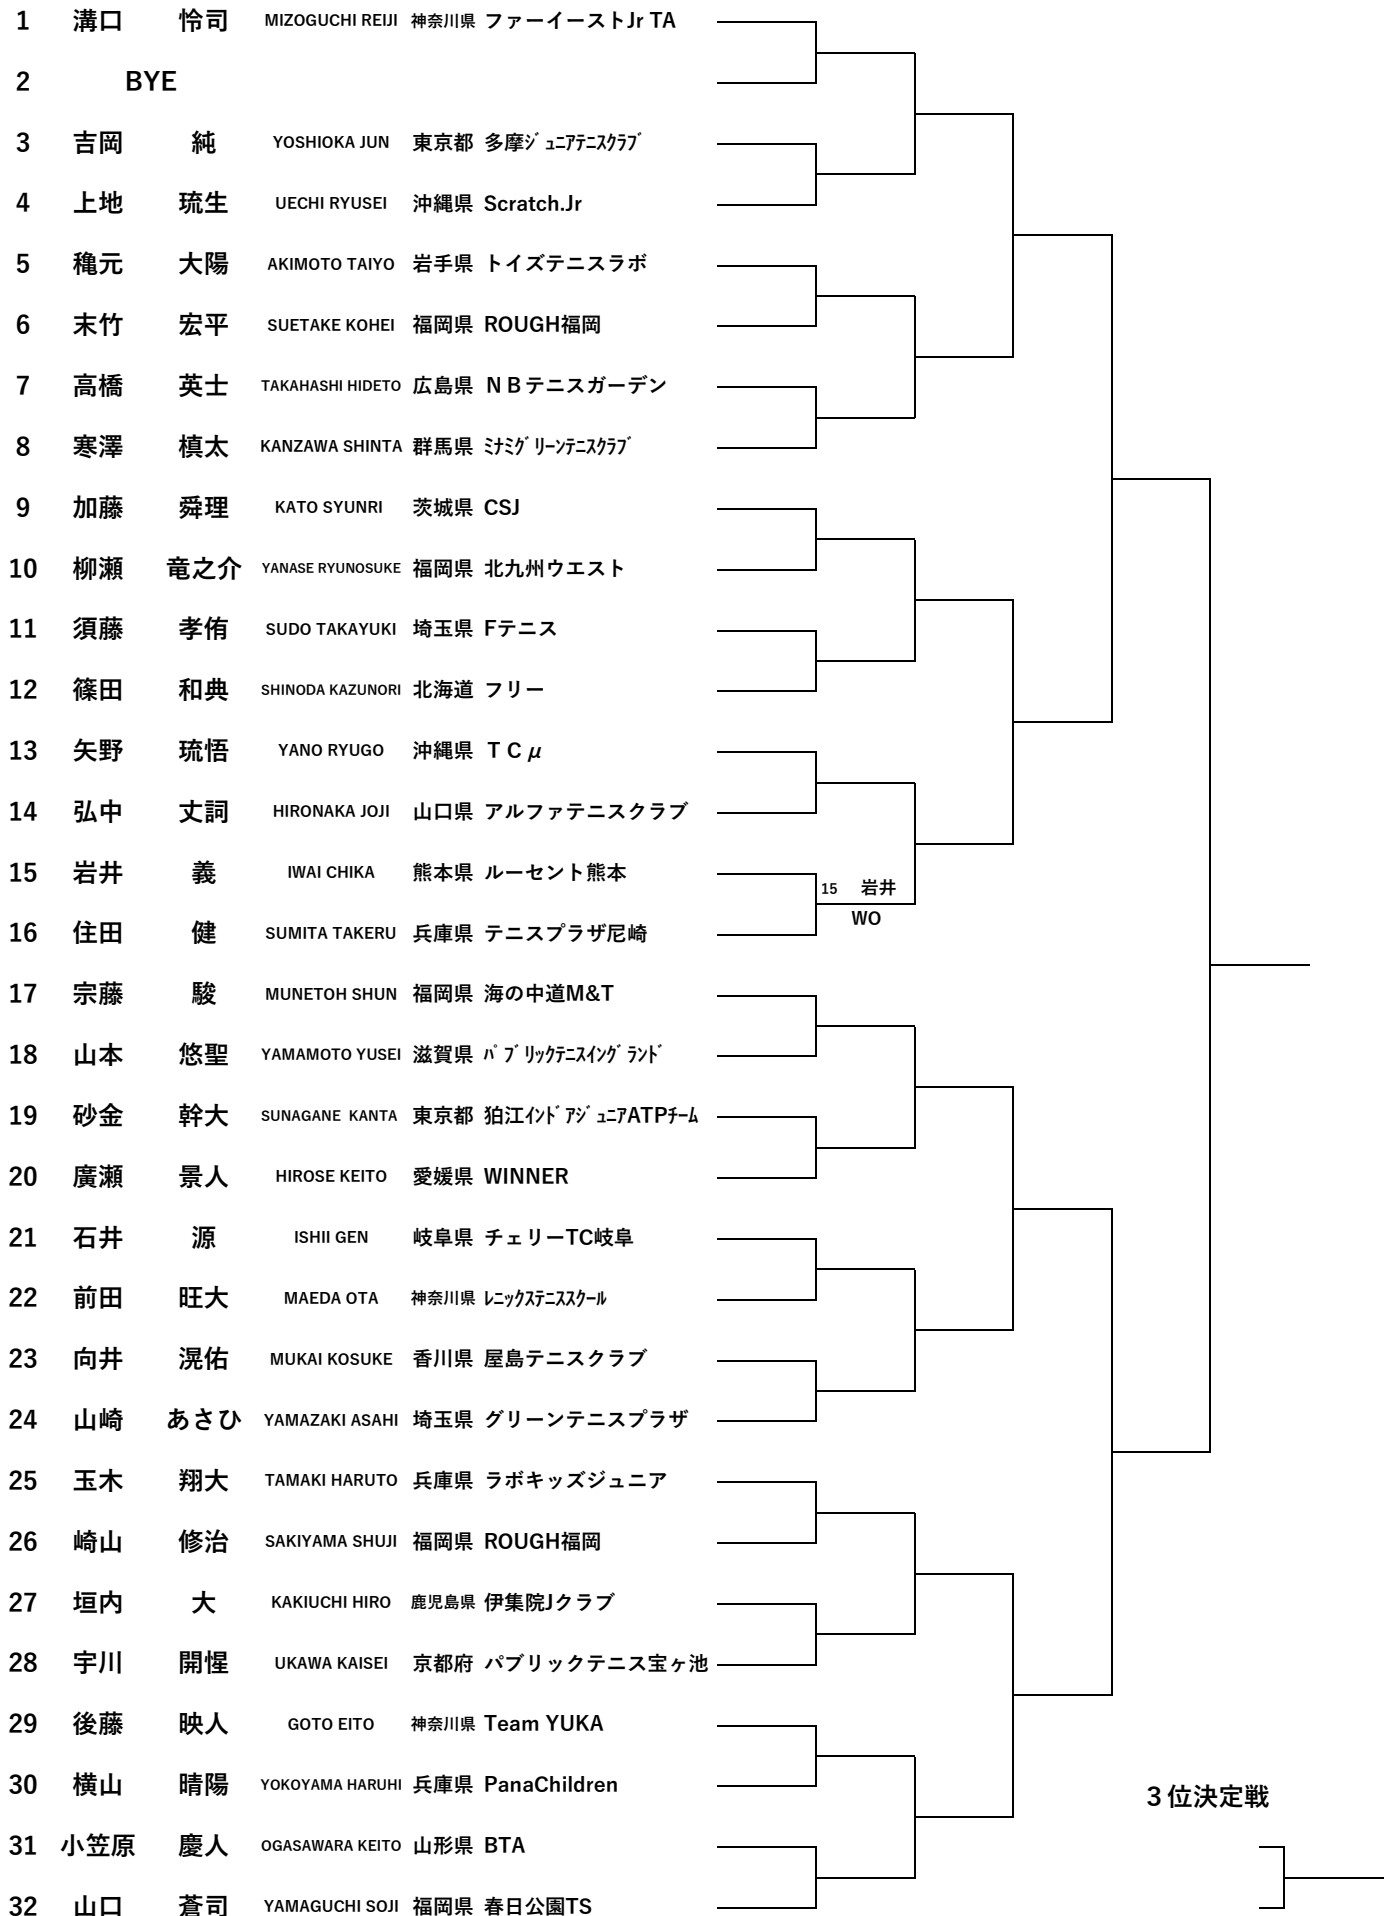 1 溝口 怜司 MIZOGUCHI REIJI 神奈川県 ファーイーストJr TA
2 BYE
3 吉岡 純 YOSHIOKA JUN 東京都 多摩ｼﾞｭﾆｱﾃﾆｽｸﾗﾌﾞ
4 上地 琉生 UECHI RYUSEI 沖縄県 Scratch.Jr
5 穐元 大陽 AKIMOTO TAIYO 岩手県 トイズテニスラボ
6 末竹 宏平 SUETAKE KOHEI 福岡県 ROUGH福岡
7 高橋 英士 TAKAHASHI HIDETO 広島県 ＮＢテニスガーデン
8 寒澤 槙太 KANZAWA SHINTA 群馬県 ﾐﾅﾐｸﾞﾘｰﾝﾃﾆｽｸﾗﾌﾞ
9 加藤 舜理 KATO SYUNRI 茨城県 CSJ
10 柳瀬 竜之介 YANASE RYUNOSUKE 福岡県 北九州ウエスト
11 須藤 孝侑 SUDO TAKAYUKI 埼玉県 Fテニス
12 篠田 和典 SHINODA KAZUNORI 北海道 フリー
13 矢野 琉悟 YANO RYUGO 沖縄県 ＴＣμ
14 弘中 丈詞 HIRONAKA JOJI 山口県 アルファテニスクラブ
15 岩井 義 IWAI CHIKA 熊本県 ルーセント熊本
15 岩井
WO
16 住田 健 SUMITA TAKERU 兵庫県 テニスプラザ尼崎
17 宗藤 駿 MUNETOH SHUN 福岡県 海の中道M&T
18 山本 悠聖 YAMAMOTO YUSEI 滋賀県 ﾊﾟﾌﾞﾘｯｸﾃﾆｽｲﾝｸﾞﾗﾝﾄﾞ
19 砂金 幹大 SUNAGANE KANTA 東京都 狛江ｲﾝﾄﾞｱｼﾞｭﾆｱATPﾁｰﾑ
20 廣瀬 景人 HIROSE KEITO 愛媛県 WINNER
21 石井 源 ISHII GEN 岐阜県 チェリーTC岐阜
22 前田 旺大 MAEDA OTA 神奈川県 ﾚﾆｯｸｽﾃﾆｽｽｸｰﾙ
23 向井 滉佑 MUKAI KOSUKE 香川県 屋島テニスクラブ
24 山崎 あさひ YAMAZAKI ASAHI 埼玉県 グリーンテニスプラザ
25 玉木 翔大 TAMAKI HARUTO 兵庫県 ラボキッズジュニア
26 崎山 修治 SAKIYAMA SHUJI 福岡県 ROUGH福岡
27 垣内 大 KAKIUCHI HIRO 鹿児島県 伊集院Jクラブ
28 宇川 開惺 UKAWA KAISEI 京都府 パブリックテニス宝ヶ池
29 後藤 映人 GOTO EITO 神奈川県 Team YUKA
30 横山 晴陽 YOKOYAMA HARUHI 兵庫県 PanaChildren
３位決定戦
31 小笠原 慶人 OGASAWARA KEITO 山形県 BTA
32 山口 蒼司 YAMAGUCHI SOJI 福岡県 春日公園TS